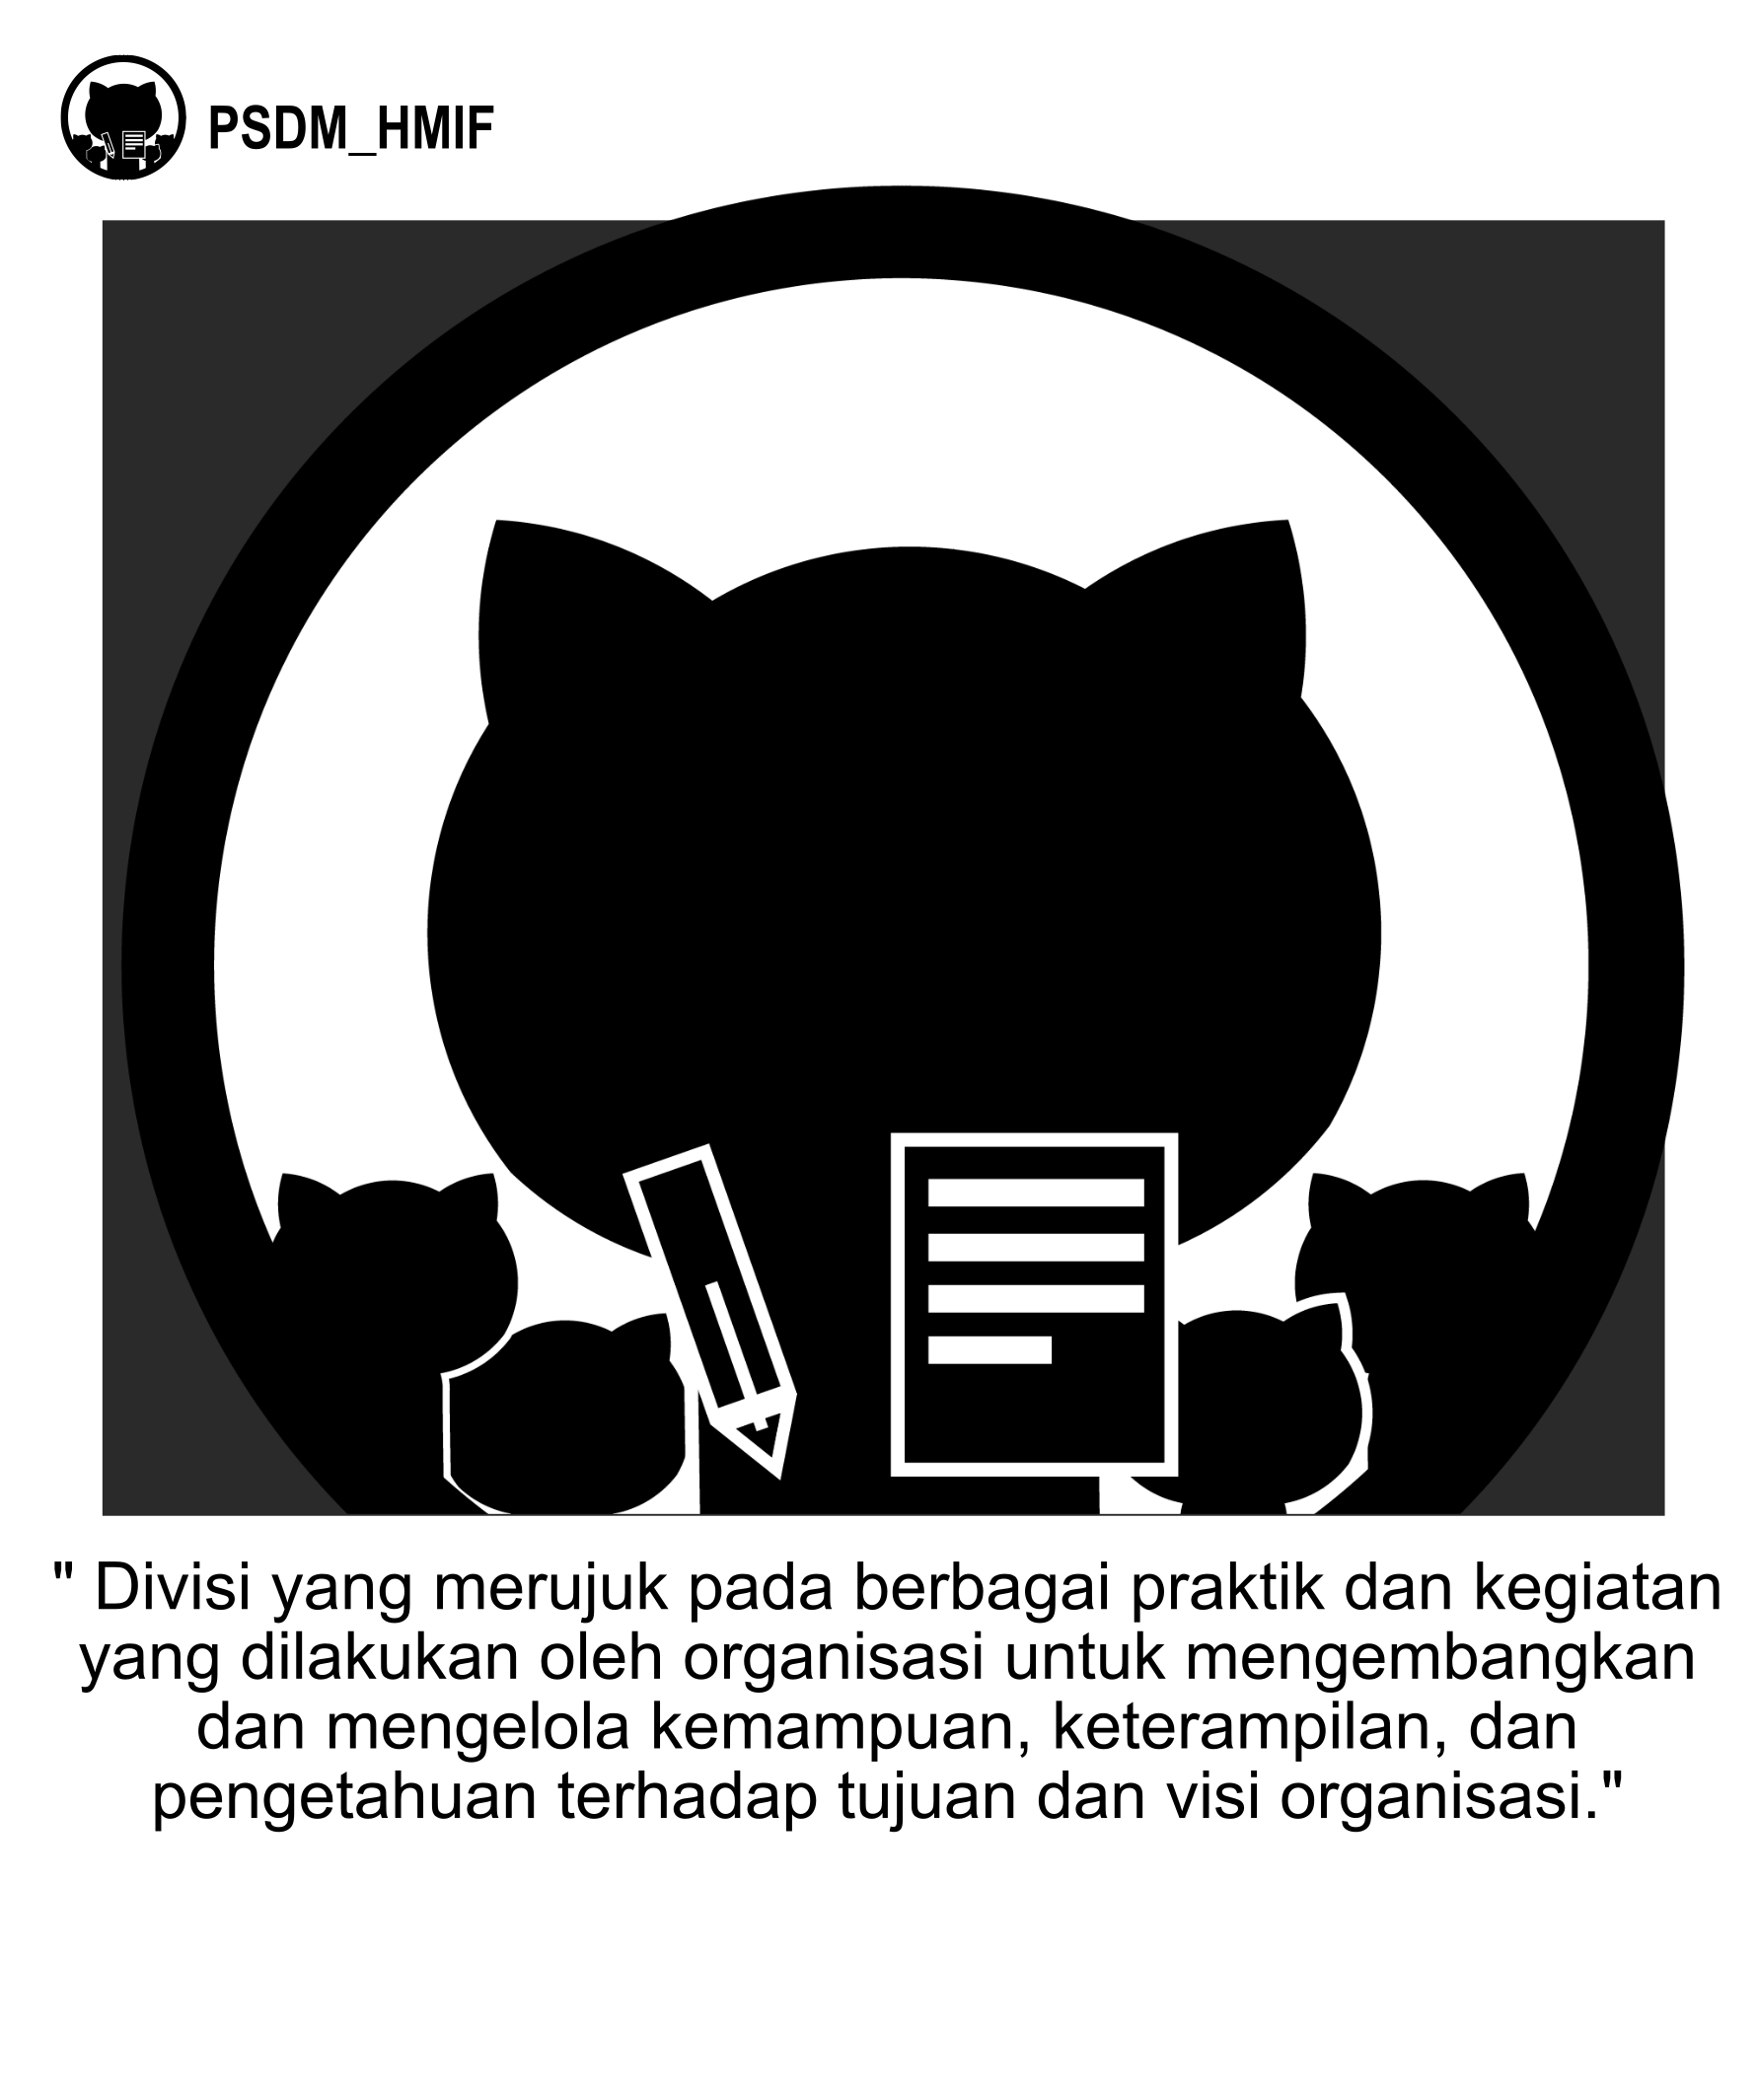 PSDM_HMIF
" Divisi yang merujuk pada berbagai praktik dan kegiatan
yang dilakukan oleh organisasi untuk mengembangkan
dan mengelola kemampuan, keterampilan, dan
pengetahuan terhadap tujuan dan visi organisasi."